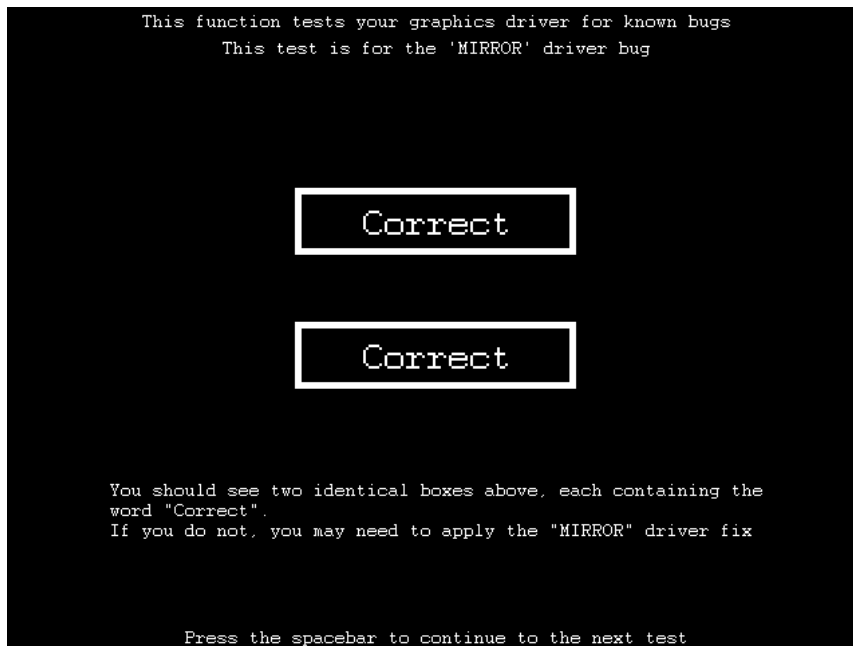 This function tests your graphics driver for known bugs
This test is for the 'MIRROR' driver bug
Correct
Correct
You should see two identical boxes above, each containing the
word "Correct".
If you do not, you may need to apply the "MIRROR" driver fix
Press the spacebar to continue to the next test